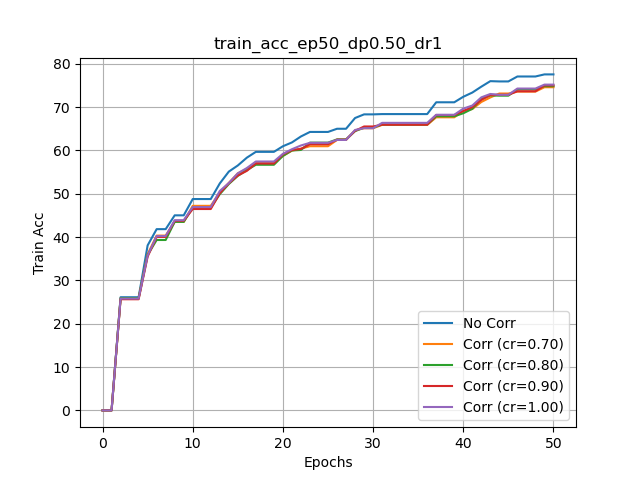 train_acc_ep50_dp0.50_dr1
80
70
60
50
40
30
20
10
0
Train Acc
No Corr
Corr (cr=0.70)
Corr (cr=0.80)
Corr (cr=0.90)
Corr (cr=1.00)
0 10 20 30 40 50
Epochs